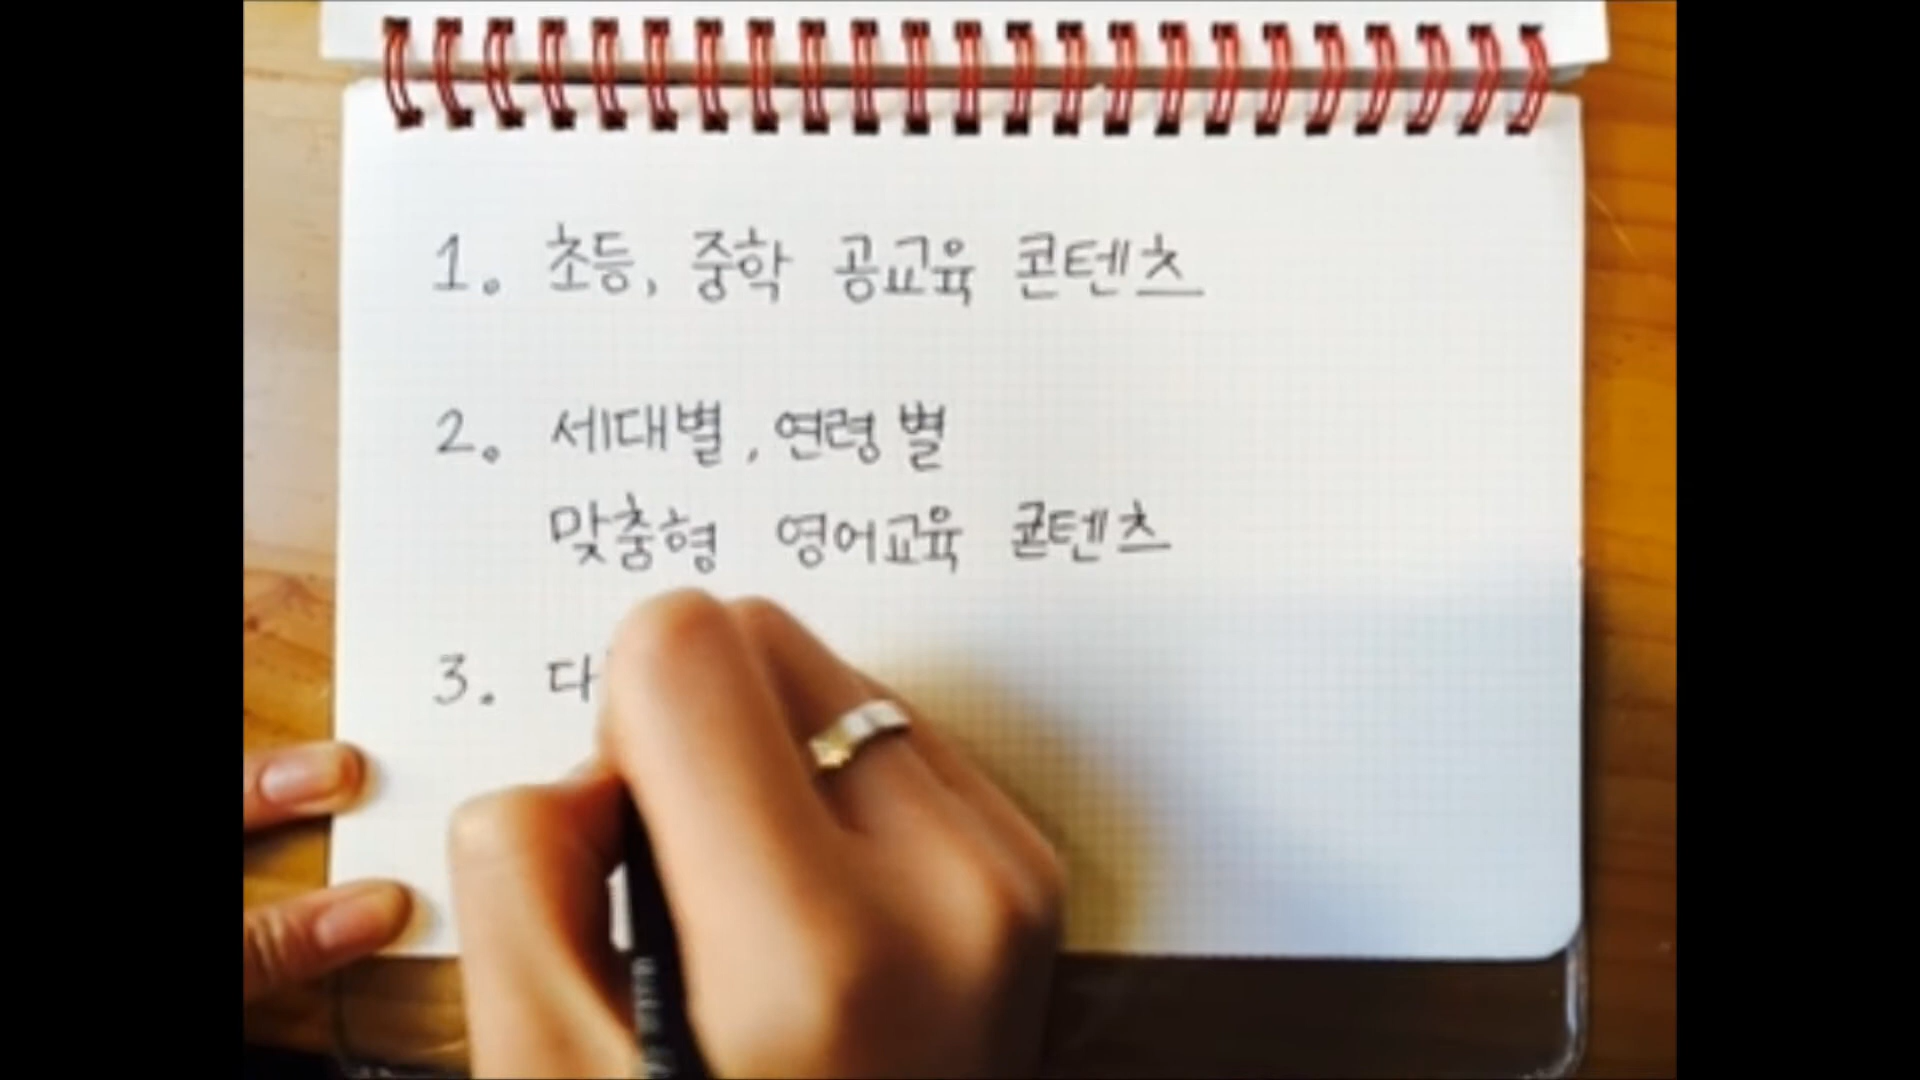 1. 초등, 중학 공교육 콘텐츠
2. 세대별, 연령별
맞춤형 영어교육 콘텐츠
3. 다